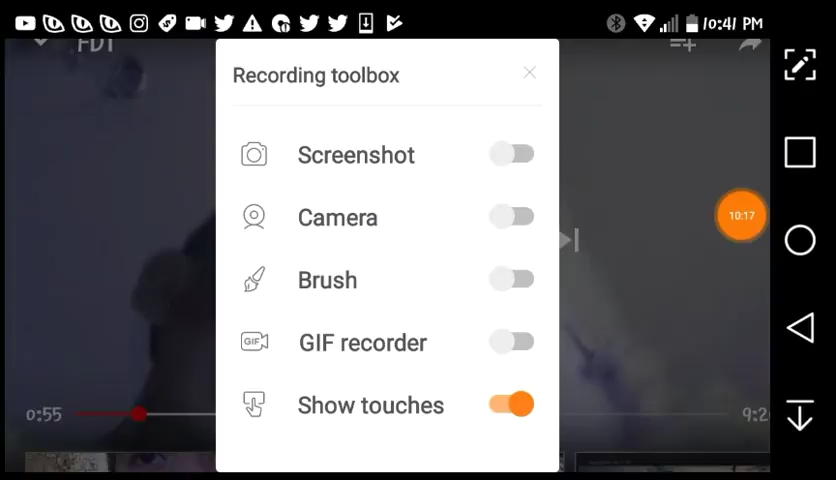 10:41 PM
FDT
Recording toolbox
Screenshot
Camera
10:17
Brush
GIF GIF recorder
Show touches
0:55